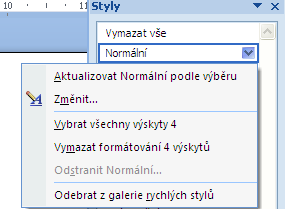 10 11
Styly
Vymazat vše
Normální
Aktualizovat Normální podle výběru
Změnit...
Vybrat všechny výskyty 4
Vymazat formátování 4 výskytů
Odstranit Normální...
Odebrat z galerie rychlých stylů